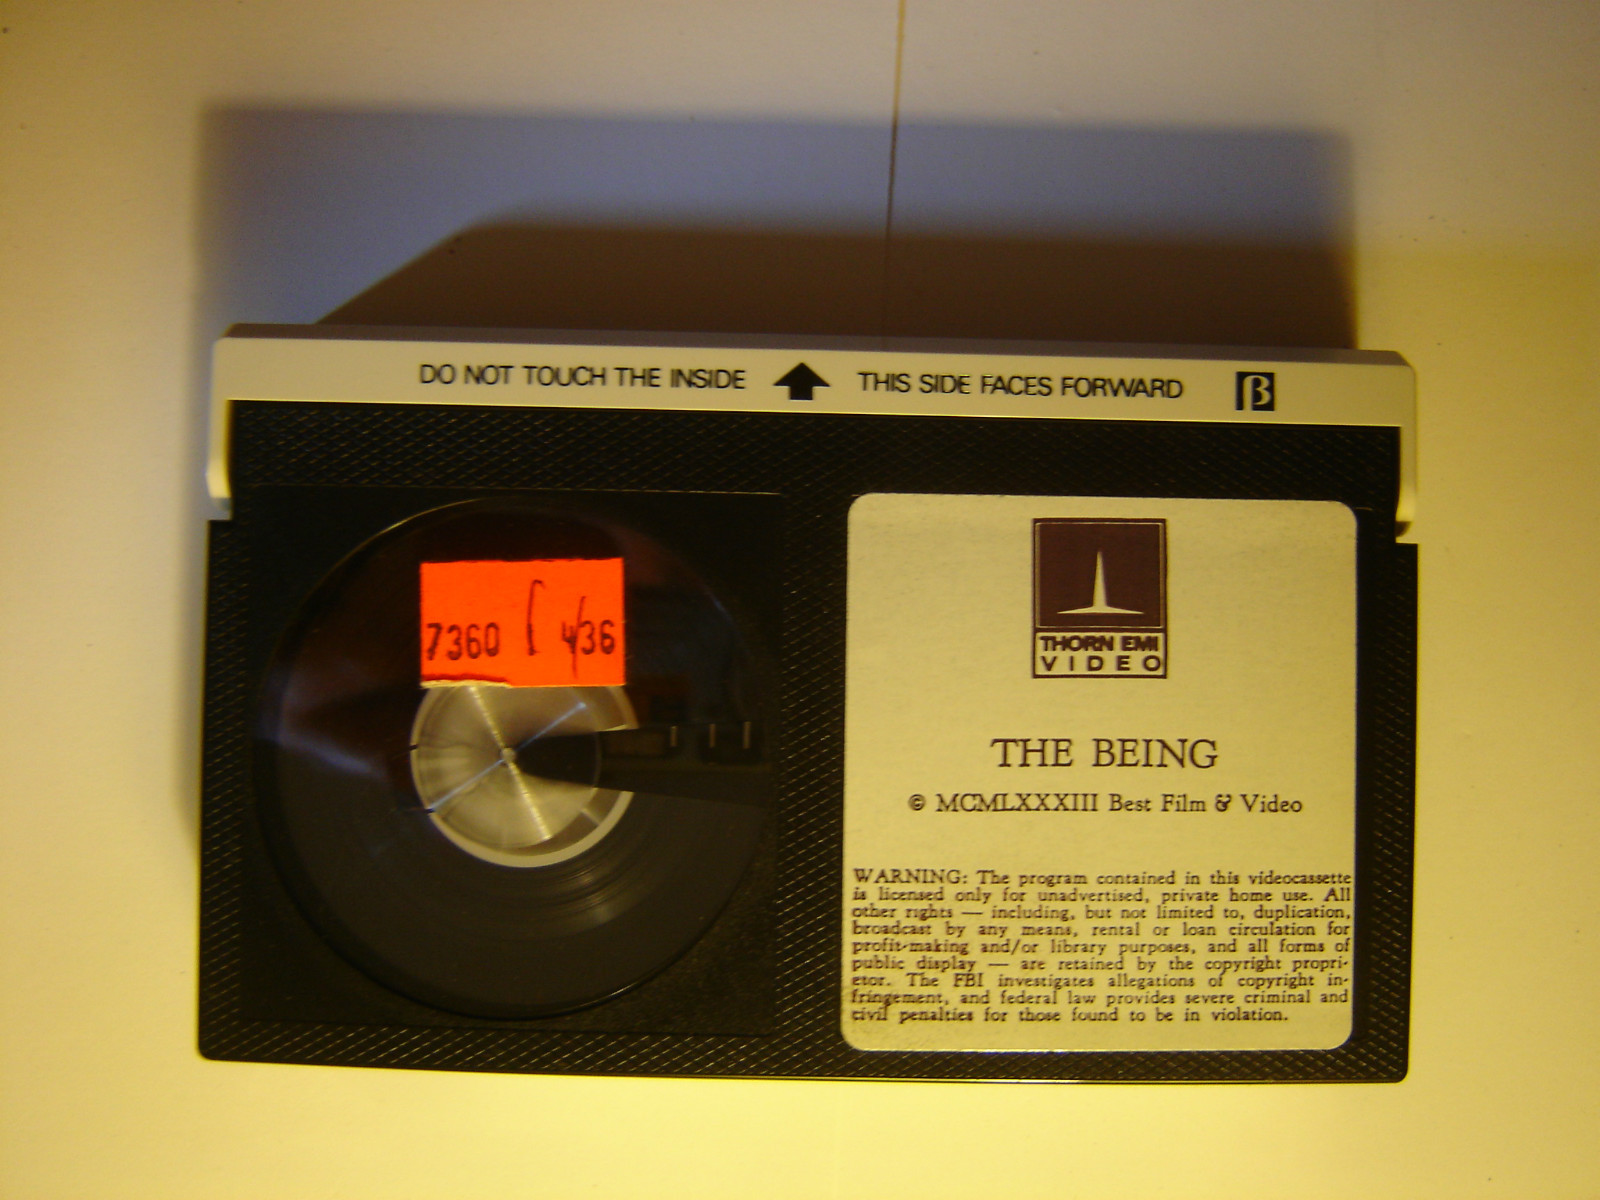 DO NOT TOUCH THE INSIDE THIS SIDE FACES FORWARD β
7360 4/36
THORN EMI
VIDEO
THE BEING
© MCMLXXXIII Best Film & Video
WARNING: The program contained in this videocassette
is licensed only for unadvertised, private home use. All
other rights — including, but not limited to, duplication,
broadcast by any means, rental or loan circulation for
profit-making and/or library purposes, and all forms of
public display — are retained by the copyright propri-
etor. The FBI investigates allegations of copyright in-
fringement, and federal law provides severe criminal and
civil penalties for those found to be in violation.